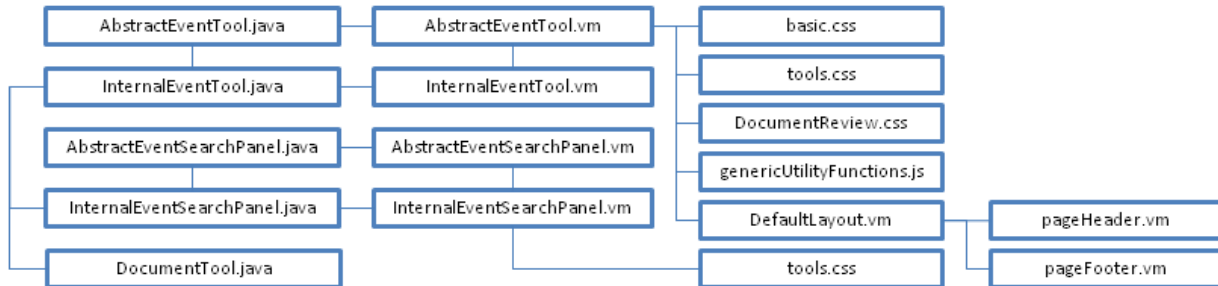 AbstractEventTool.java
AbstractEventTool.vm
basic.css
tools.css
InternalEventTool.java
InternalEventTool.vm
DocumentReview.css
AbstractEventSearchPanel.java
AbstractEventSearchPanel.vm
genericUtilityFunctions.js
InternalEventSearchPanel.java
InternalEventSearchPanel.vm
DefaultLayout.vm
pageHeader.vm
DocumentTool.java
tools.css
pageFooter.vm